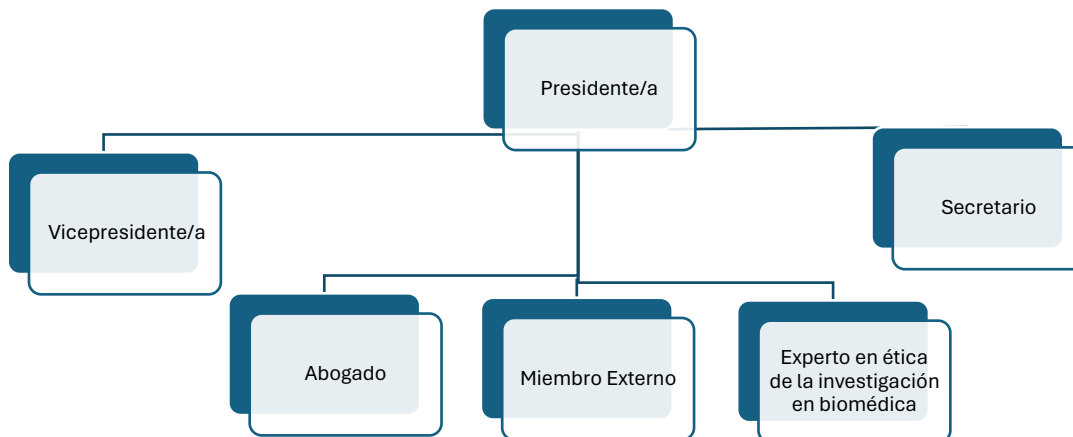 Presidente/a
Vicepresidente/a
Secretario
Abogado
Miembro Externo
Experto en ética
de la investigación
en biomédica